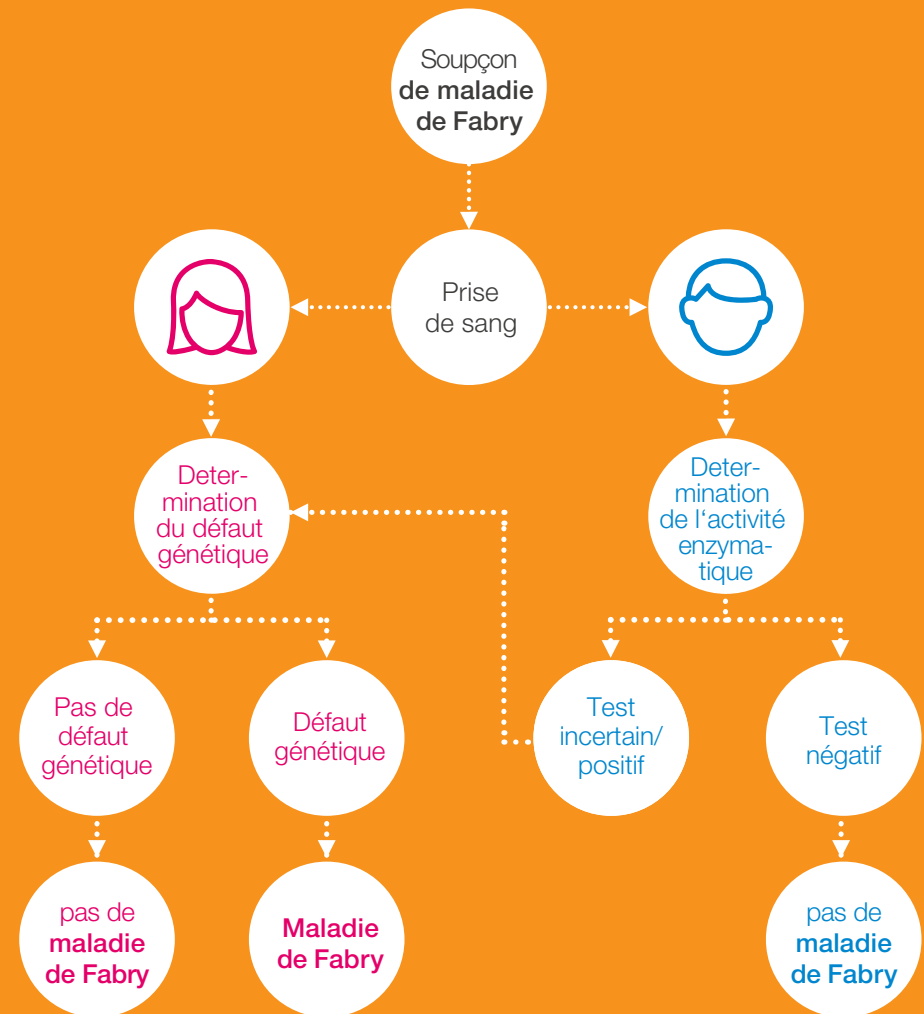 Soupçon
de maladie
de Fabry
Prise
de sang
Deter-
mination
du défaut
génétique
Deter-
mination
de l‘activité
enzyma-
tique
Pas de
défaut
génétique
Défaut
génétique
Test
incertain/
positif
Test
négatif
pas de
maladie
de Fabry
Maladie
de Fabry
pas de
maladie
de Fabry